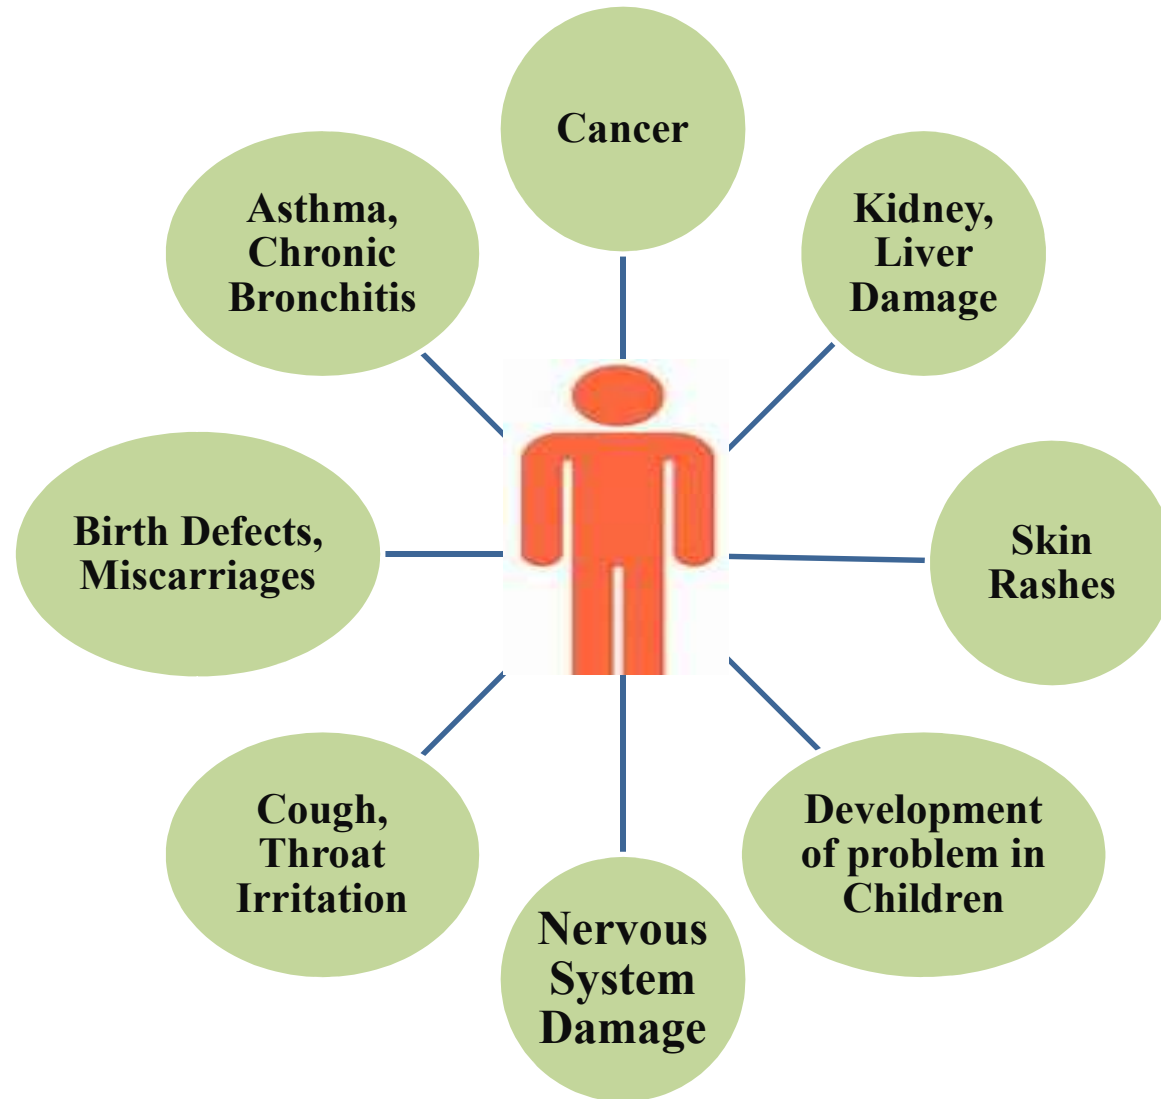 Cancer
Asthma,
Chronic
Bronchitis
Kidney,
Liver
Damage
Birth Defects,
Miscarriages
Skin
Rashes
Cough,
Throat
Irritation
Development
of problem in
Children
Nervous
System
Damage